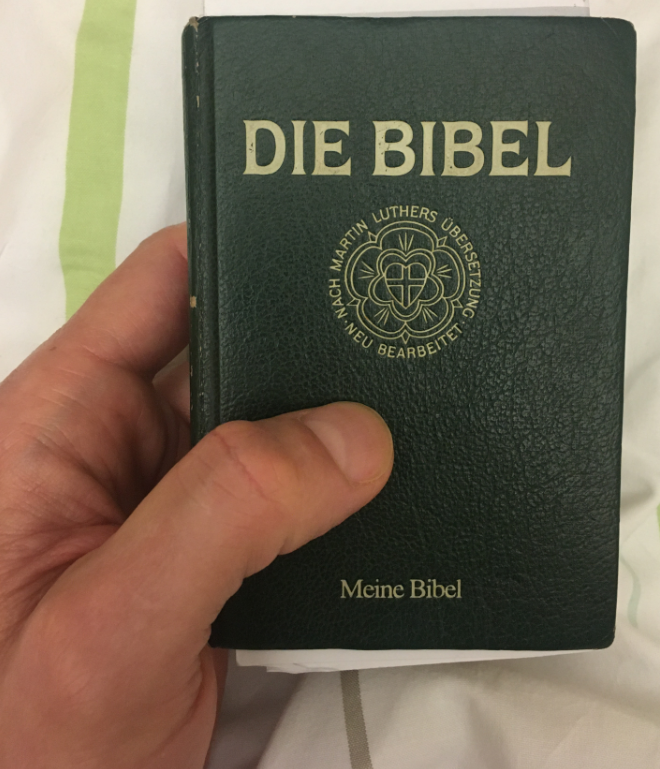 DIE BIBEL
NACH MARTIN LUTHERS ÜBERSETZUNG · NEU BEARBEITET ·
Meine Bibel